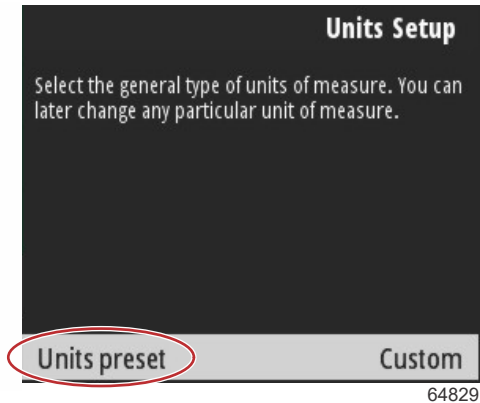 Units Setup
Select the general type of units of measure. You can
later change any particular unit of measure.
Units preset Custom
64829